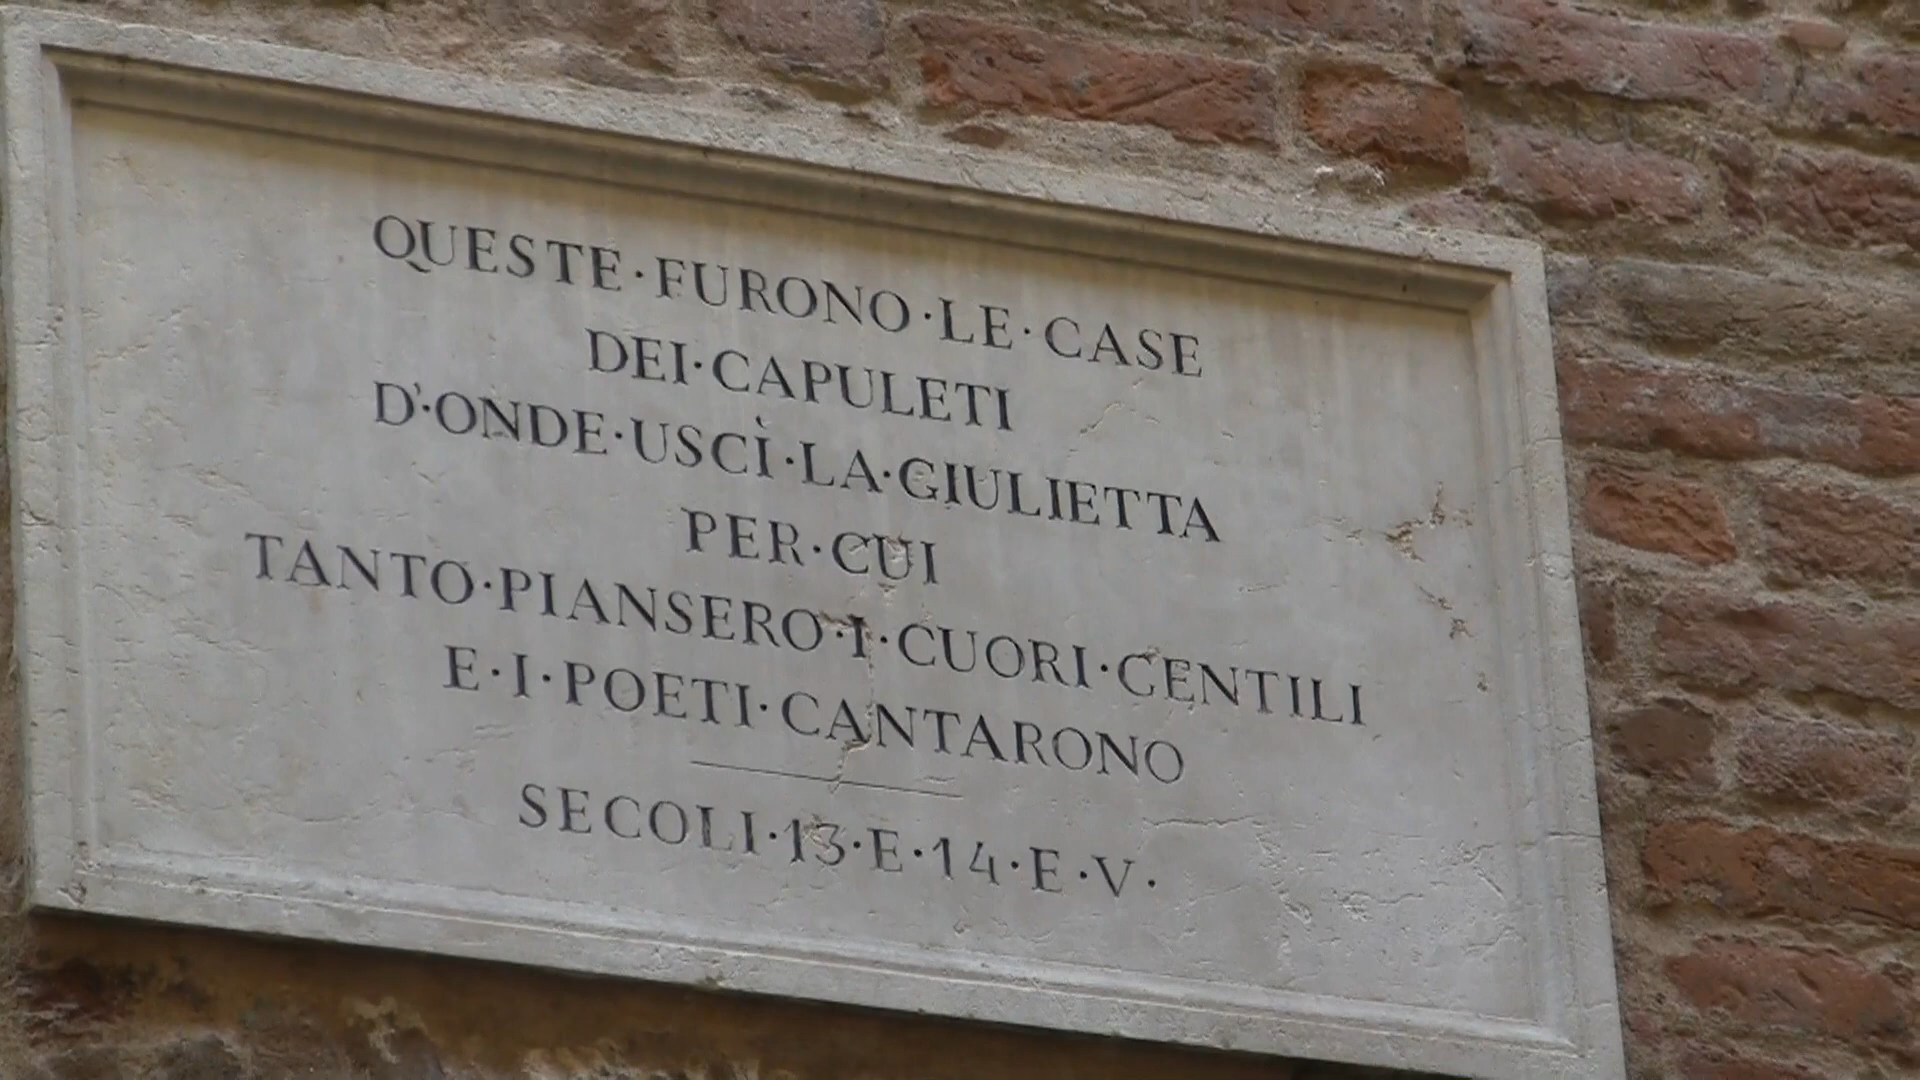 QUESTE·FURONO·LE·CASE
DEI·CAPULETI
D'·ONDE·USCÌ·LA·GIULIETTA
PER·CUI
TANTO·PIANSERO·I·CUORI·GENTILI
E·I·POETI·CANTARONO
SECOLI·13·E·14·E·V·